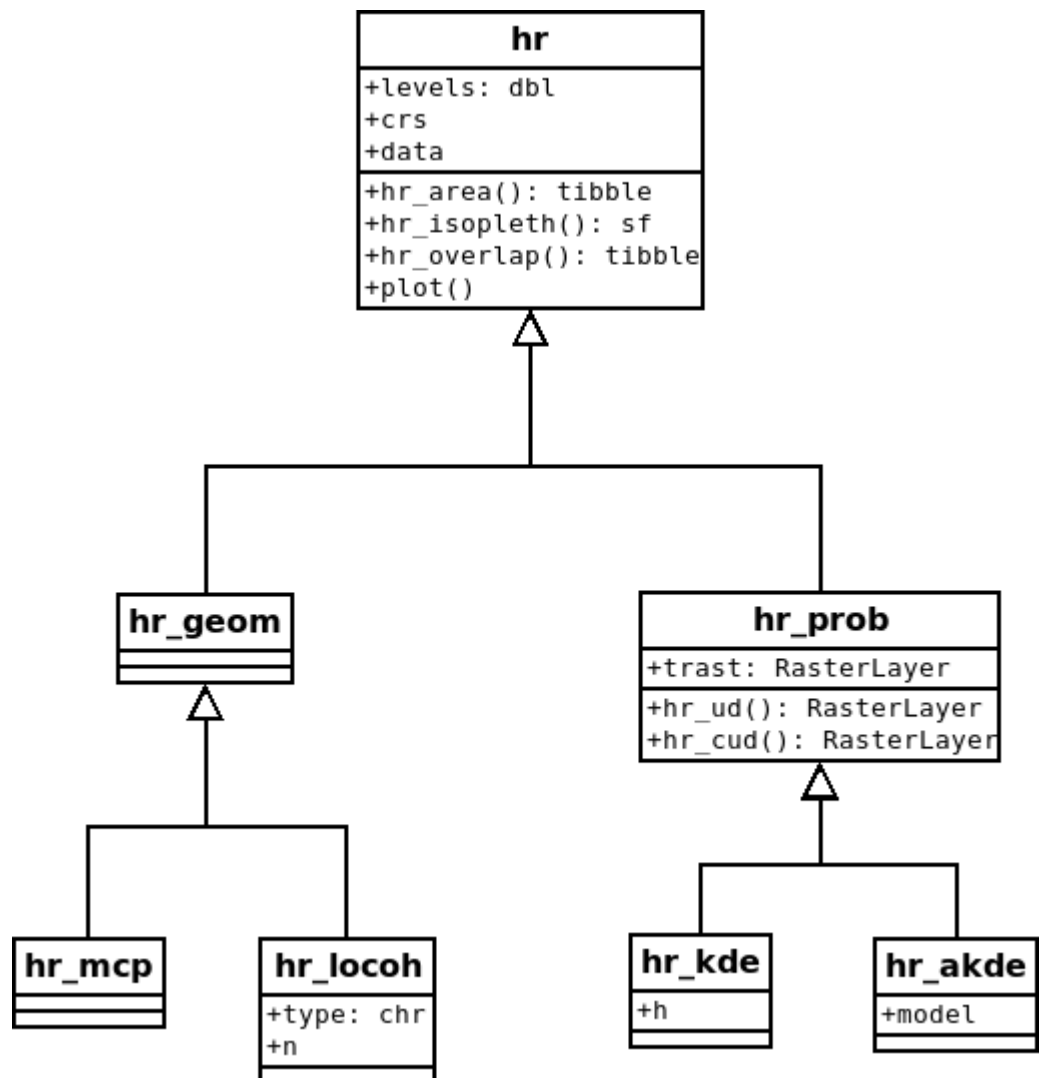 hr
+levels: dbl
+crs
+data
+hr_area(): tibble
+hr_isopleth(): sf
+hr_overlap(): tibble
+plot()
hr_geom
hr_prob
+trast: RasterLayer
+hr_ud(): RasterLayer
+hr_cud(): RasterLayer
hr_mcp
hr_locoh
+type: chr
+n
hr_kde
+h
hr_akde
+model